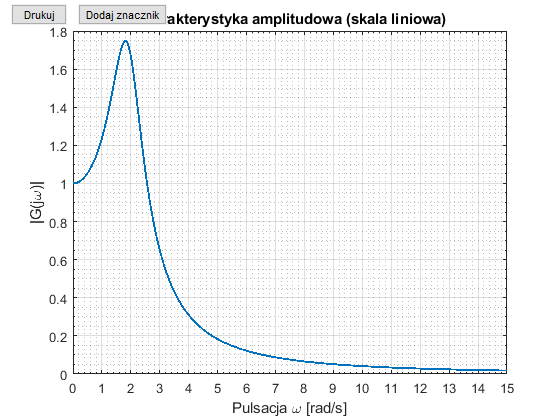 Drukuj
Dodaj znacznik
akterystyka amplitudowa (skala liniowa)
1.8
1.6
1.4
1.2
1
0.8
0.6
0.4
0.2
0
|G(jω)|
0 1 2 3 4 5 6 7 8 9 10 11 12 13 14 15
Pulsacja ω [rad/s]